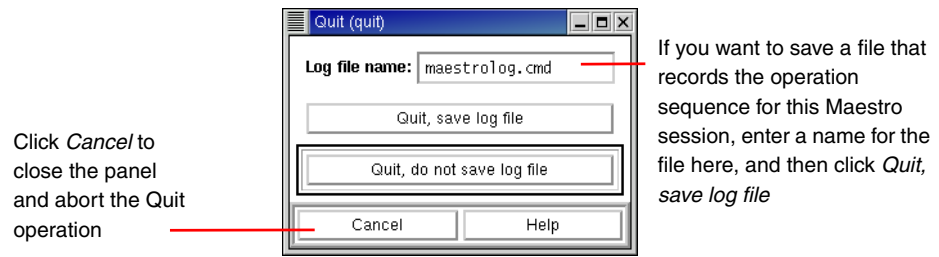 Quit (quit)
Log file name: maestrolog.cmd
Quit, save log file
Quit, do not save log file
Cancel Help
Click Cancel to
close the panel
and abort the Quit
operation
If you want to save a file that
records the operation
sequence for this Maestro
session, enter a name for the
file here, and then click Quit,
save log file